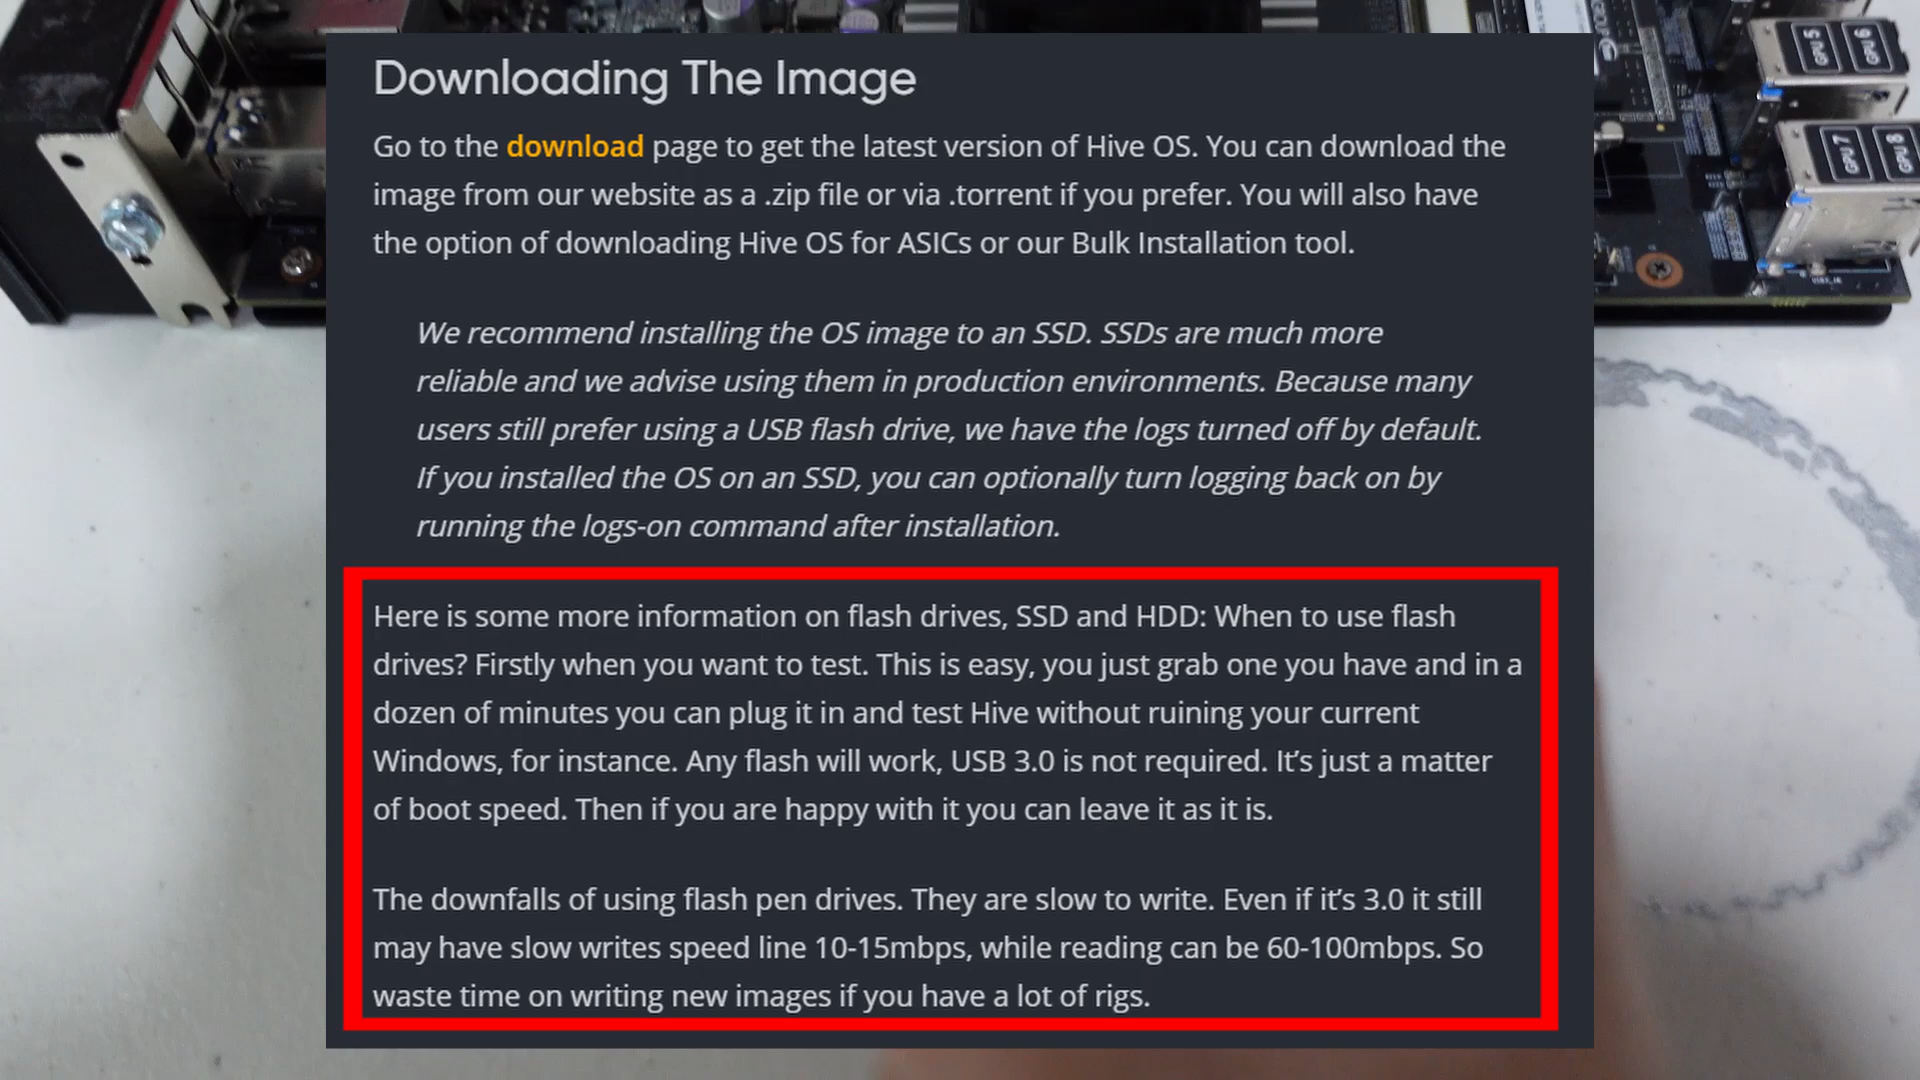 Downloading The Image
Go to the download page to get the latest version of Hive OS. You can download the
image from our website as a .zip file or via .torrent if you prefer. You will also have
the option of downloading Hive OS for ASICs or our Bulk Installation tool.
We recommend installing the OS image to an SSD. SSDs are much more
reliable and we advise using them in production environments. Because many
users still prefer using a USB flash drive, we have the logs turned off by default.
If you installed the OS on an SSD, you can optionally turn logging back on by
running the logs-on command after installation.
Here is some more information on flash drives, SSD and HDD: When to use flash
drives? Firstly when you want to test. This is easy, you just grab one you have and in a
dozen of minutes you can plug it in and test Hive without ruining your current
Windows, for instance. Any flash will work, USB 3.0 is not required. It’s just a matter
of boot speed. Then if you are happy with it you can leave it as it is.
The downfalls of using flash pen drives. They are slow to write. Even if it’s 3.0 it still
may have slow writes speed line 10-15mbps, while reading can be 60-100mbps. So
waste time on writing new images if you have a lot of rigs.
GPU 5
GPU 6
GPU 7
GPU 8